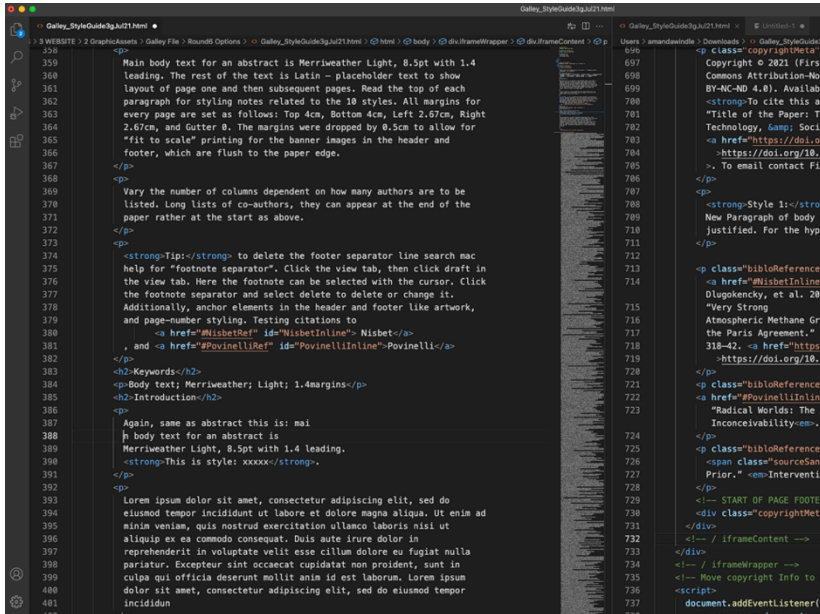 Galley_StyleGuide3gJul21.html
Galley_StyleGuide3gJul21.html
> 3 WEBSITE > 2 GraphicAssets > Galley File > Round6 Options > Galley_StyleGuide3gJul21.html > html > body > div.iframeWrapper > div.iframeContent > p
358 <p>
359 Main body text for an abstract is Merriweather Light, 8.5pt with 1.4
360 leading. The rest of the text is Latin – placeholder text to show
361 layout of page one and then subsequent pages. Read the top of each
362 paragraph for styling notes related to the 10 styles. All margins for
363 every page are set as follows: Top 4cm, Bottom 4cm, Left 2.67cm, Right
364 2.67cm, and Gutter 0. The margins were dropped by 0.5cm to allow for
365 "fit to scale" printing for the banner images in the header and
366 footer, which are flush to the paper edge.
367 </p>
368 <p>
369 Vary the number of columns dependent on how many authors are to be
370 listed. Long lists of co-authors, they can appear at the end of the
371 paper rather at the start as above.
372 </p>
373 <p>
374 <strong>Tip:</strong> to delete the footer separator line search mac
375 help for "footnote separator". Click the view tab, then click draft in
376 the view tab. Here the footnote can be selected with the cursor. Click
377 the footnote separator and select delete to delete or change it.
378 Additionally, anchor elements in the header and footer like artwork,
379 and page-number styling. Testing citations to
380 <a href="#NisbetRef" id="NisbetInline"> Nisbet</a>
381 , and <a href="#PovinelliRef" id="PovinelliInline">Povinelli</a>
382 </p>
383 <h2>Keywords</h2>
384 <p>Body text; Merriweather; Light; 1.4margins</p>
385 <h2>Introduction</h2>
386 <p>
387 Again, same as abstract this is: mai
388 n body text for an abstract is
389 Merriweather Light, 8.5pt with 1.4 leading.
390 <strong>This is style: xxxxx</strong>.
391 </p>
392 <p>
393 Lorem ipsum dolor sit amet, consectetur adipiscing elit, sed do
394 eiusmod tempor incididunt ut labore et dolore magna aliqua. Ut enim ad
395 minim veniam, quis nostrud exercitation ullamco laboris nisi ut
396 aliquip ex ea commodo consequat. Duis aute irure dolor in
397 reprehenderit in voluptate velit esse cillum dolore eu fugiat nulla
398 pariatur. Excepteur sint occaecat cupidatat non proident, sunt in
399 culpa qui officia deserunt mollit anim id est laborum. Lorem ipsum
400 dolor sit amet, consectetur adipiscing elit, sed do eiusmod tempor
401 incididun
Galley_StyleGuide3gJul21.html
Untitled-1
Users > amandawindle > Downloads > Galley_StyleGuide3g
696 <p class="copyrightMeta"
697 Copyright © 2021 (Firs
698 Commons Attribution-No
699 BY-NC-ND 4.0). Availab
700 <strong>To cite this a
701 "Title of the Paper: T
702 Technology, &amp; Soci
703 <a href="https://doi.o
704 >https://doi.org/10.
705 >. To email contact Fi
706 </p>
707 <p>
708 <strong>Style 1:</stro
709 New Paragraph of body
710 justified. For the hyp
711 </p>
712
713 <p class="bibloReference
714 <a href="#NisbetInline
Dlugokencky, et al. 20
715 "Very Strong
716 Atmospheric Methane Gr
717 the Paris Agreement."
718 318–42. <a href="https
719 >https://doi.org/10.
720 </p>
721 <p class="bibloReference
722 <a href="#PovinelliInlin
723 "Radical Worlds: The
Inconceivability<em>.
724 </p>
725 <p class="bibloReference
726 <span class="sourceSan
727 Prior." <em>Interventi
728 </p>
729 <!-- START OF PAGE FOOTE
730 <div class="copyrightMet
731 </div>
732 <!-- / iframeContent -->
733 </div>
734 <!-- / iframeWrapper -->
735 <!-- Move copyright Info to
736 <script>
737 document.addEventListener(